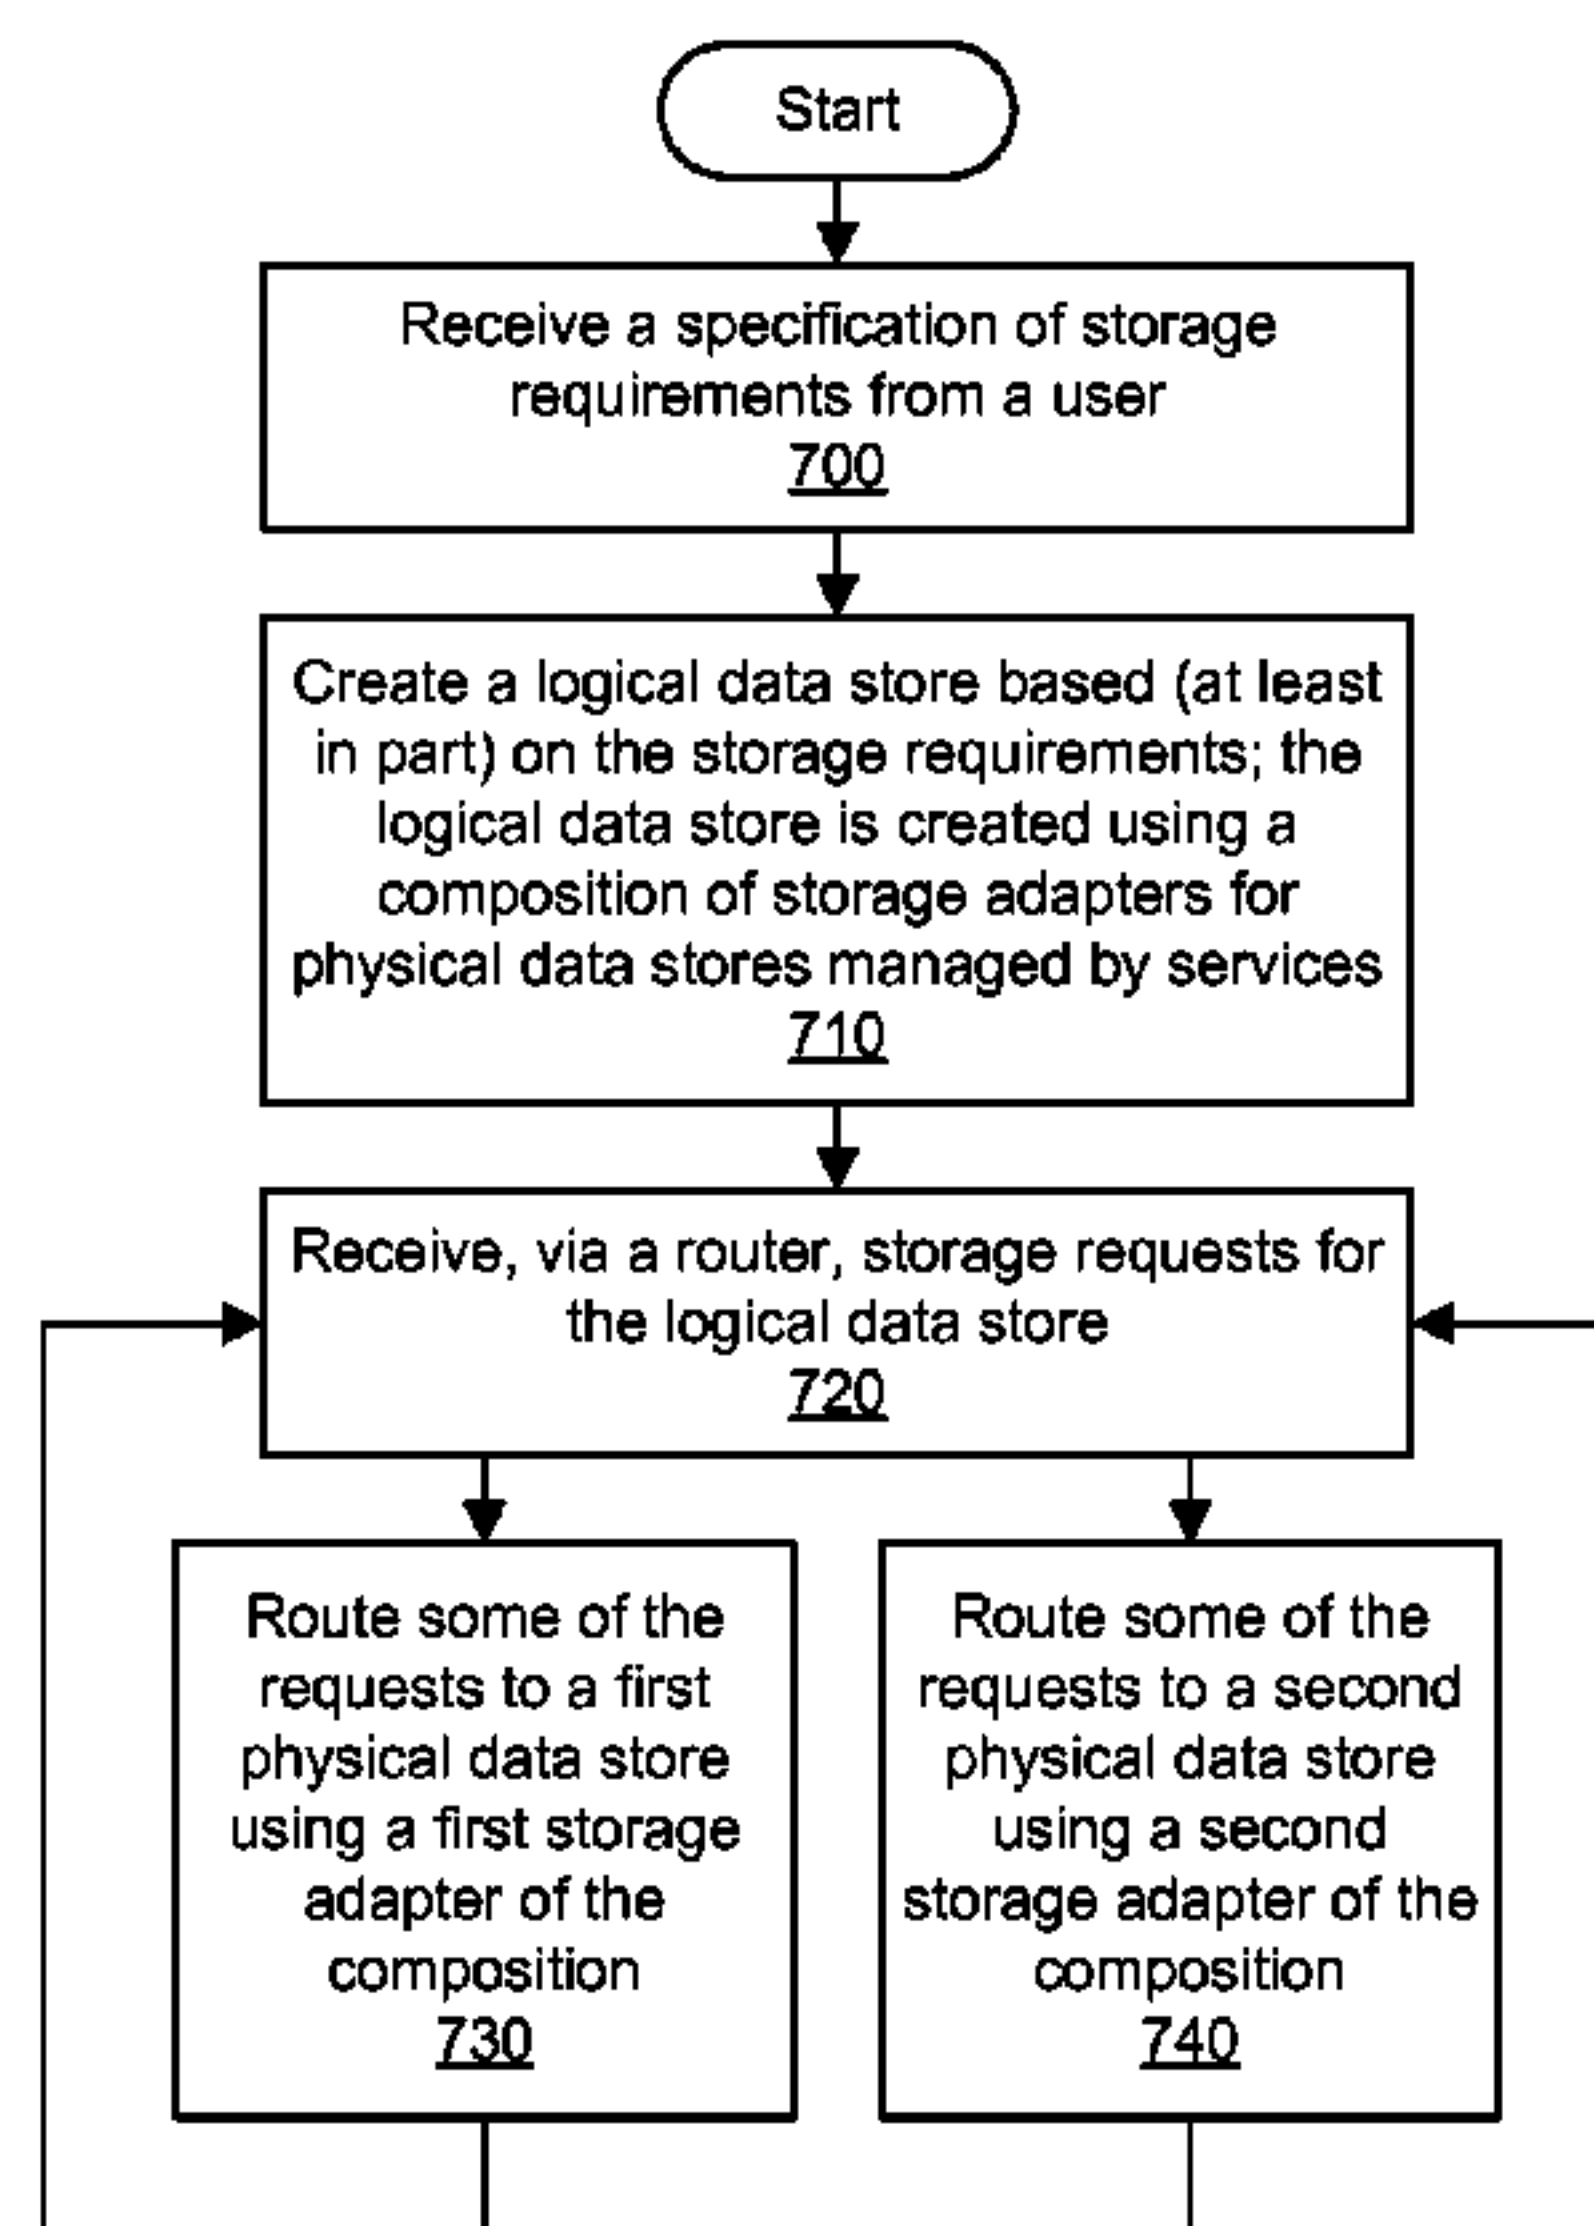 Start
Receive a specification of storage
requirements from a user
700
Create a logical data store based (at least
in part) on the storage requirements; the
logical data store is created using a
composition of storage adapters for
physical data stores managed by services
710
Receive, via a router, storage requests for
the logical data store
720
Route some of the
requests to a first
physical data store
using a first storage
adapter of the
composition
730
Route some of the
requests to a second
physical data store
using a second
storage adapter of the
composition
740